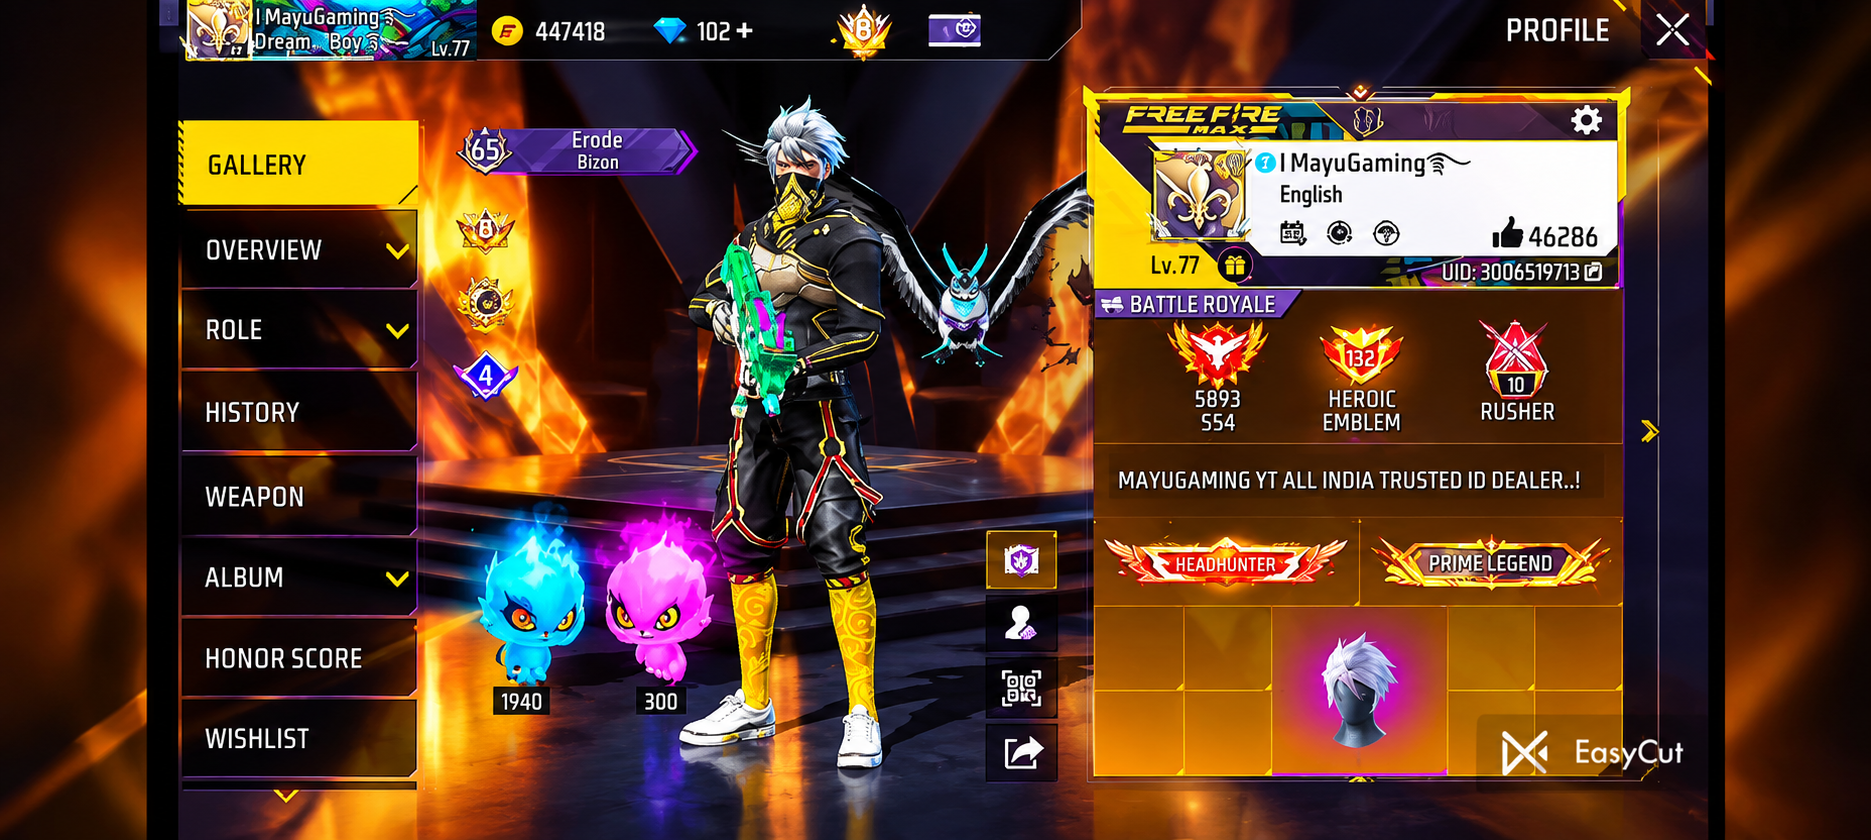 I MayuGaming
Dream Boy
Lv.77
447418
102+
B
PROFILE
GALLERY
OVERVIEW
ROLE
HISTORY
WEAPON
ALBUM
HONOR SCORE
WISHLIST
65
Erode
Bizon
B
4
1940
300
FREE FIRE
MAX
I MayuGaming
English
46286
Lv.77
UID: 3006519713
BATTLE ROYALE
5893
S54
132
HEROIC
EMBLEM
10
RUSHER
MAYUGAMING YT ALL INDIA TRUSTED ID DEALER..!
HEADHUNTER
PRIME LEGEND
EasyCut